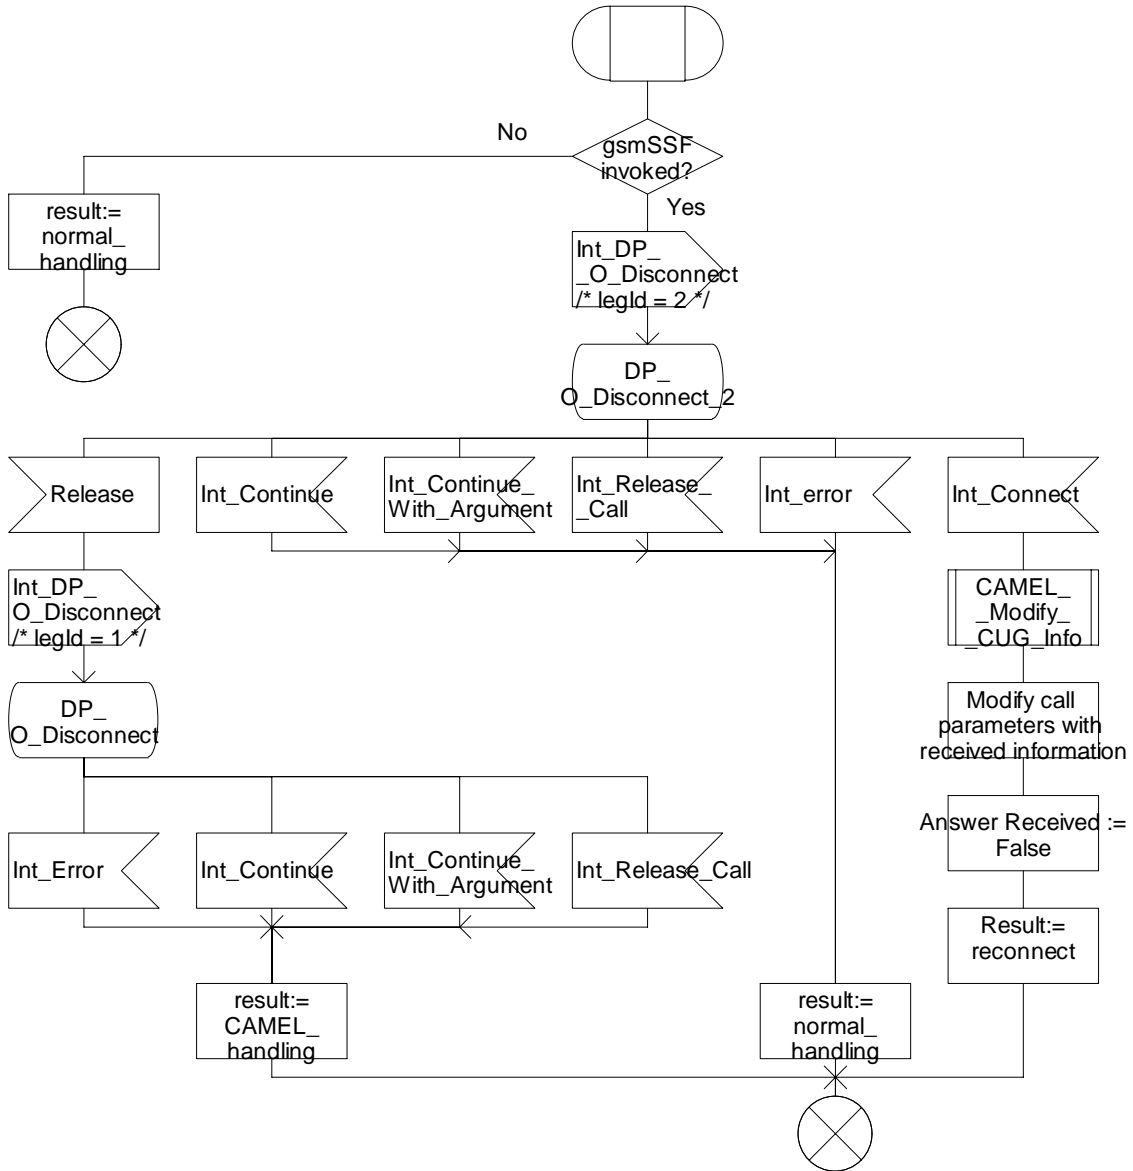 No
gsmSSF
invoked?
Yes
result:=
normal_
handling
Int_DP_
_O_Disconnect
/* legId = 2 */
DP_
O_Disconnect_2
Release
Int_Continue
Int_Continue_
With_Argument
Int_Release_
_Call
Int_error
Int_Connect
Int_DP_
O_Disconnect
/* legId = 1 */
CAMEL_
_Modify_
_CUG_Info
DP_
O_Disconnect
Modify call
parameters with
received information
Answer Received :=
False
Int_Error
Int_Continue
Int_Continue_
With_Argument
Int_Release_Call
Result:=
reconnect
result:=
CAMEL_
handling
result:=
normal_
handling